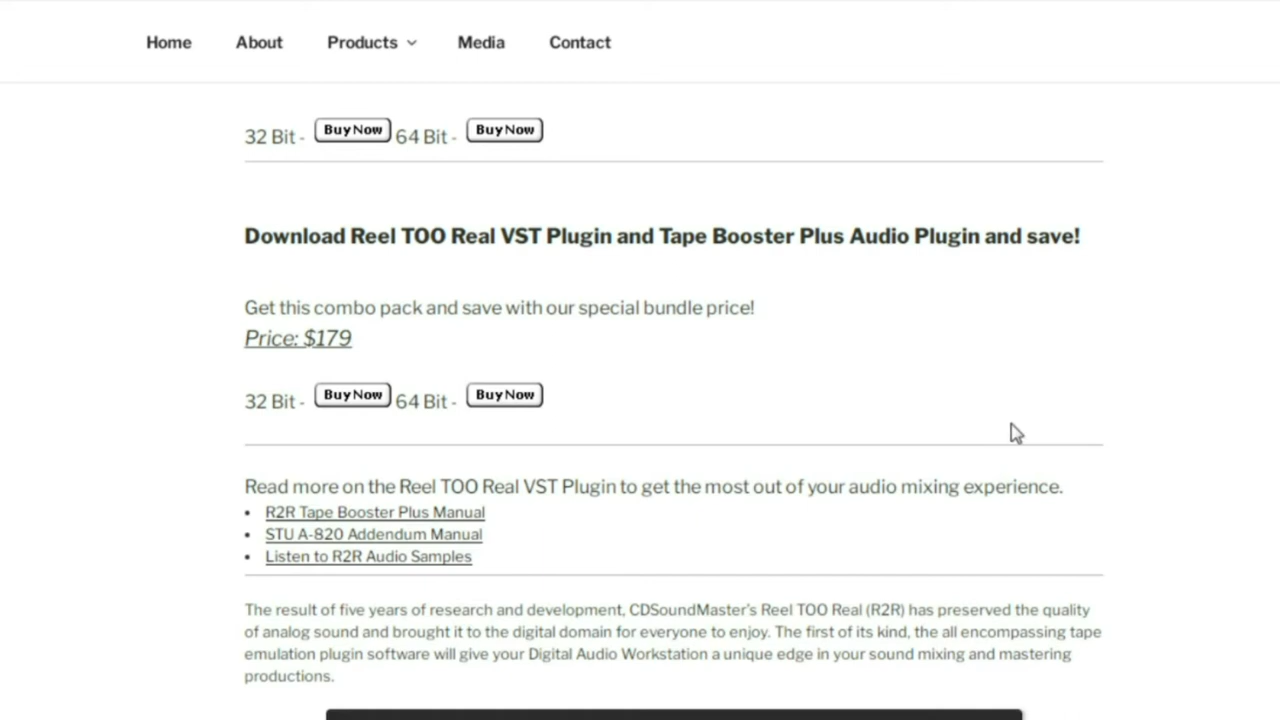 Home About Products Media Contact
32 Bit - Buy Now 64 Bit - Buy Now
Download Reel TOO Real VST Plugin and Tape Booster Plus Audio Plugin and save!
Get this combo pack and save with our special bundle price!
Price: $179
32 Bit - Buy Now 64 Bit - Buy Now
Read more on the Reel TOO Real VST Plugin to get the most out of your audio mixing experience.
• R2R Tape Booster Plus Manual
• STU A-820 Addendum Manual
• Listen to R2R Audio Samples
The result of five years of research and development, CDSoundMaster's Reel TOO Real (R2R) has preserved the quality
of analog sound and brought it to the digital domain for everyone to enjoy. The first of its kind, the all encompassing tape
emulation plugin software will give your Digital Audio Workstation a unique edge in your sound mixing and mastering
productions.